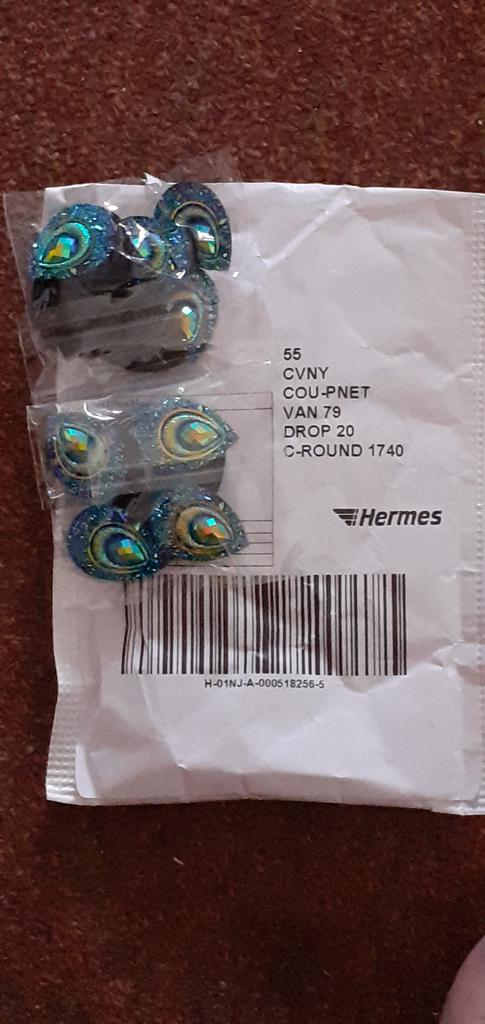 55
CVNY
COU-PNET
VAN 79
DROP 20
C-ROUND 1740
Hermes
H-01NJ-A-000518256-5